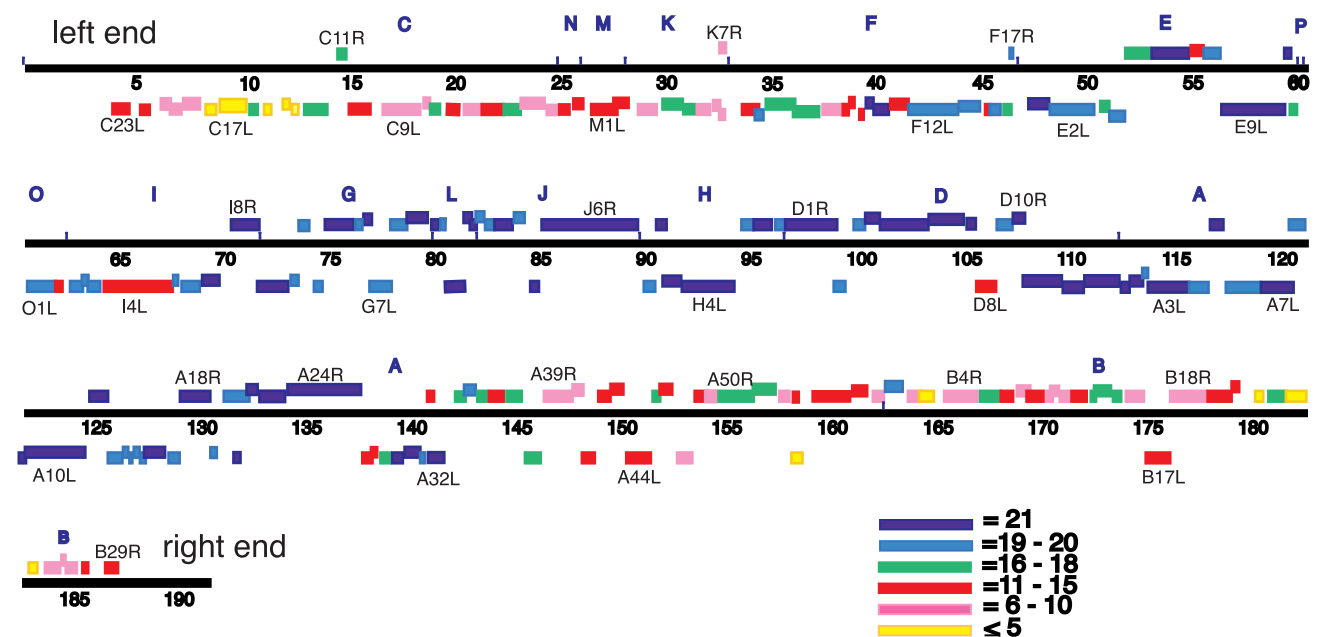 left end C11R C N M K K7R F F17R E P
5 10 15 20 25 30 35 40 45 50 55 60 60
C23L C17L C9L M1L F12L E2L E9L
O I I8R G L J J6R H D1R D D10R A
65 70 75 80 85 90 95 100 105 110 115 120
O1L I4L G7L H4L D8L A3L A7L
A18R A24R A A39R A50R B4R B B18R
125 130 135 140 145 150 155 160 165 170 175 180
A10L A32L A44L B17L
B B29R right end
185 190
= 21
=19 - 20
=16 - 18
=11 - 15
= 6 - 10
≤ 5